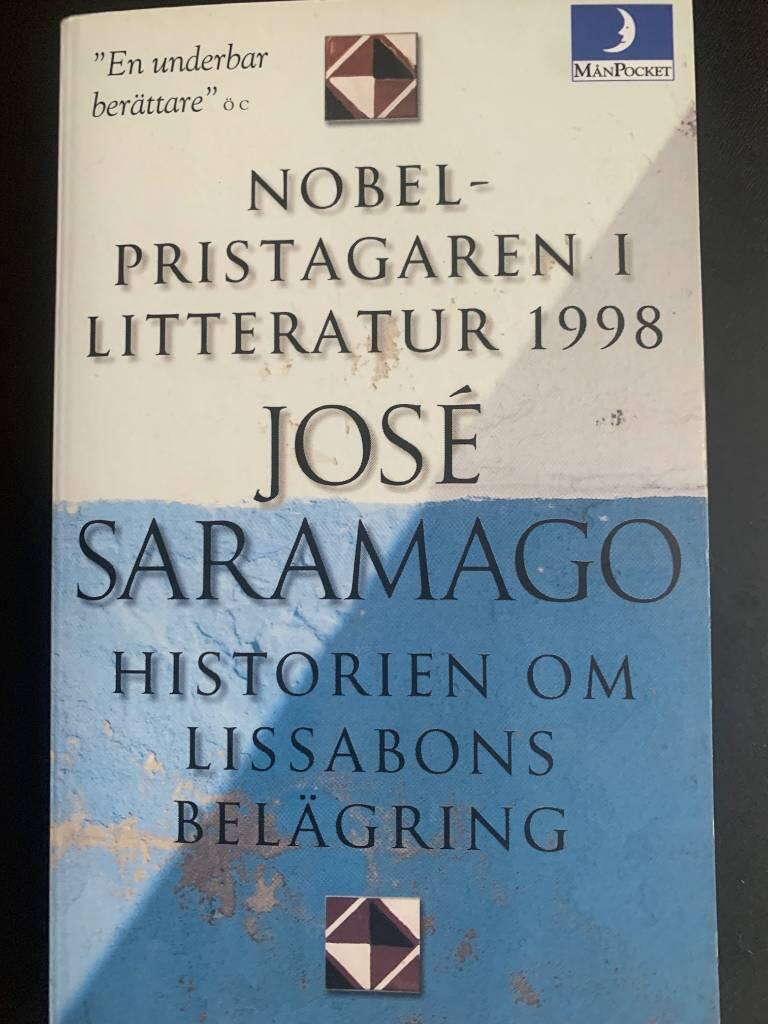 ”En underbar
berättare” ÖC
MÅNPOCKET
NOBEL-
PRISTAGAREN I
LITTERATUR 1998
JOSÉ
SARAMAGO
HISTORIEN OM
LISSABONS
BELÄGRING